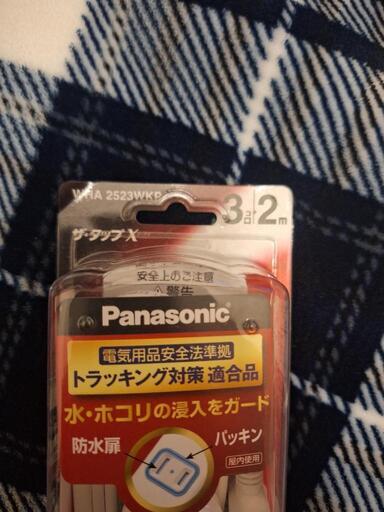 WHA 2523WKP
3コ口 2m
ザ・タップX
安全上のご注意
⚠警告
Panasonic
電気用品安全法準拠
トラッキング対策 適合品
水・ホコリの浸入をガード
防水扉
パッキン
屋内使用